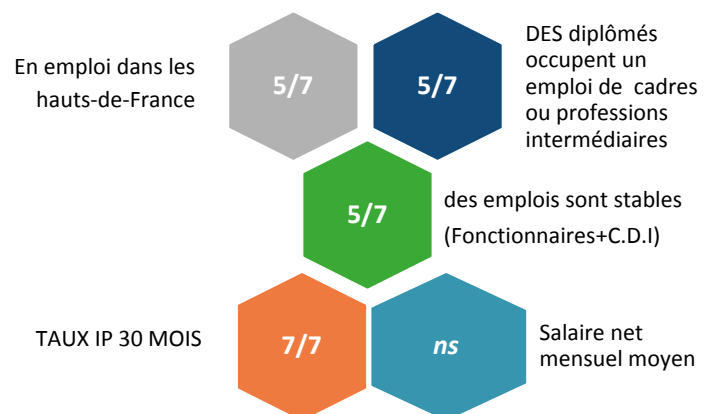 En emploi dans les
hauts-de-France
5/7
5/7
DES diplômés
occupent un
emploi de cadres
ou professions
intermédiaires
5/7
des emplois sont stables
(Fonctionnaires+C.D.I)
TAUX IP 30 MOIS
7/7
ns
Salaire net
mensuel moyen